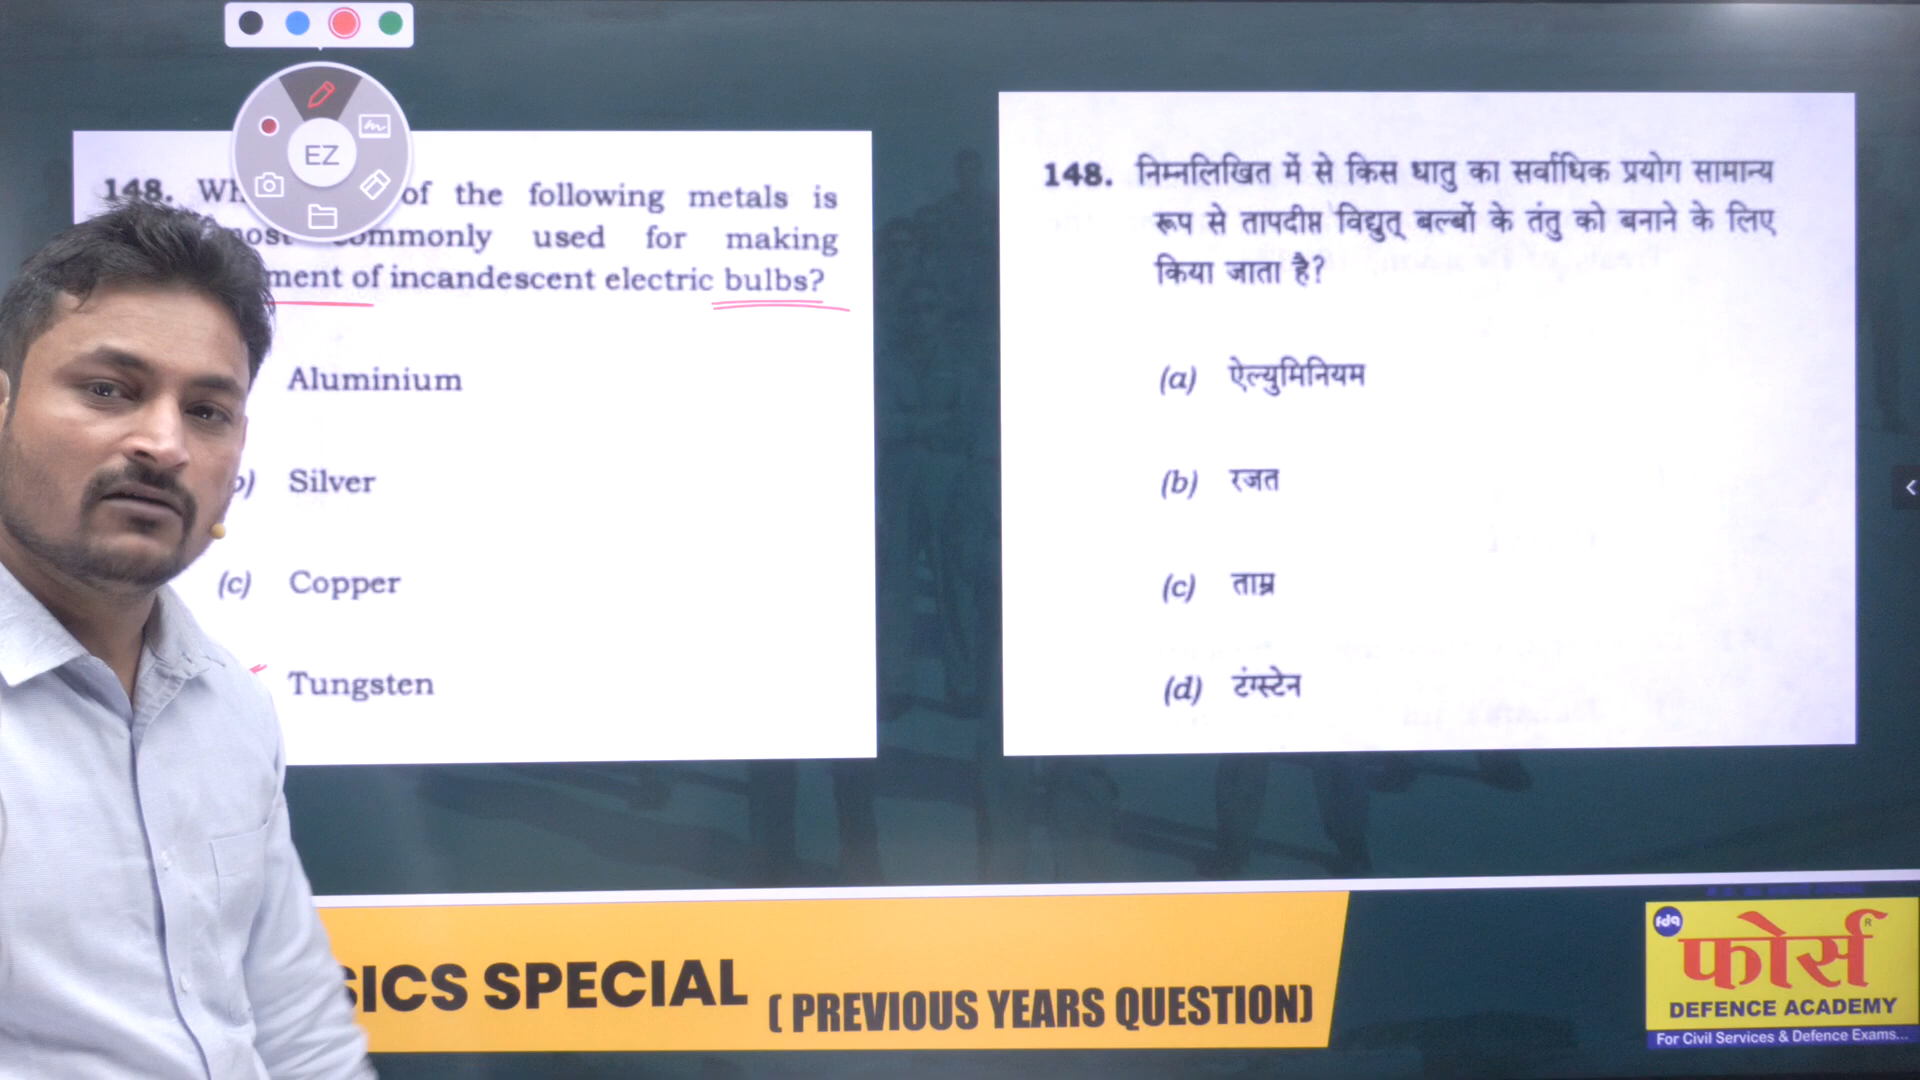 EZ
148. Wh of the following metals is
most commonly used for making
ment of incandescent electric bulbs?
Aluminium
b) Silver
(c) Copper
Tungsten
148. निम्नलिखित में से किस धातु का सर्वाधिक प्रयोग सामान्य
रूप से तापदीप्त विद्युत् बल्बों के तंतु को बनाने के लिए
किया जाता है?
(a) ऐल्युमिनियम
(b) रजत
(c) ताम्र
(d) टंग्स्टेन
SICS SPECIAL ( PREVIOUS YEARS QUESTION)
fda
फोर्स R
DEFENCE ACADEMY
For Civil Services & Defence Exams...